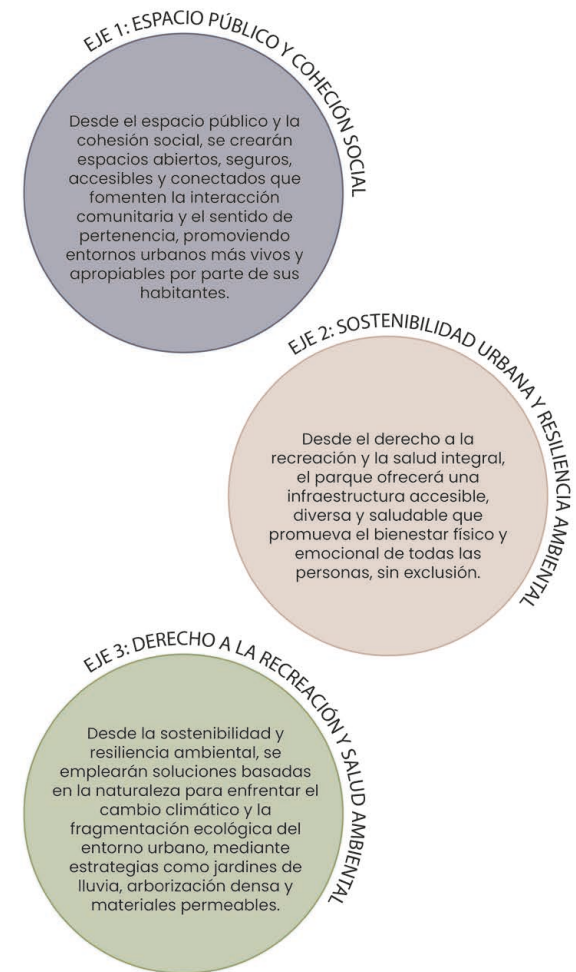 EJE 1: ESPACIO PÚBLICO Y COHECIÓN SOCIAL
Desde el espacio público y la
cohesión social, se crearán
espacios abiertos, seguros,
accesibles y conectados que
fomenten la interacción
comunitaria y el sentido de
pertenencia, promoviendo
entornos urbanos más vivos y
apropiables por parte de sus
habitantes.
EJE 2: SOSTENIBILIDAD URBANA Y RESILIENCIA AMBIENTAL
Desde el derecho a la
recreación y la salud integral,
el parque ofrecerá una
infraestructura accesible,
diversa y saludable que
promueva el bienestar físico y
emocional de todas las
personas, sin exclusión.
EJE 3: DERECHO A LA RECREACIÓN Y SALUD AMBIENTAL
Desde la sostenibilidad y
resiliencia ambiental, se
emplearán soluciones basadas
en la naturaleza para enfrentar el
cambio climático y la
fragmentación ecológica del
entorno urbano, mediante
estrategias como jardines de
lluvia, arborización densa y
materiales permeables.